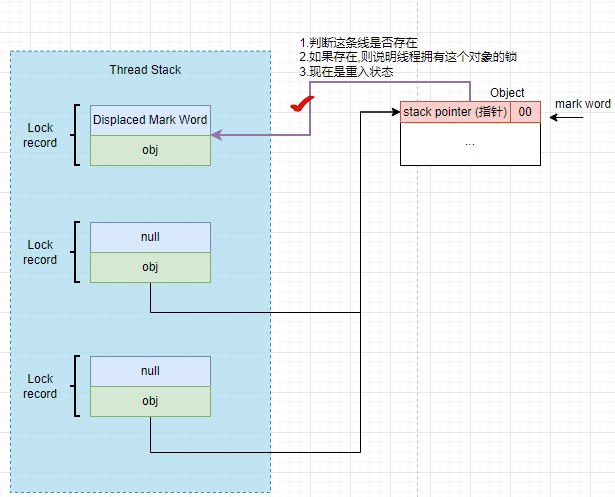 1.判断这条线是否存在
2.如果存在,则说明线程拥有这个对象的锁
3.现在是重入状态
Thread Stack
Object
Lock
record
Displaced Mark Word
obj
stack pointer (指针)
00
mark word
...
Lock
record
null
obj
Lock
record
null
obj